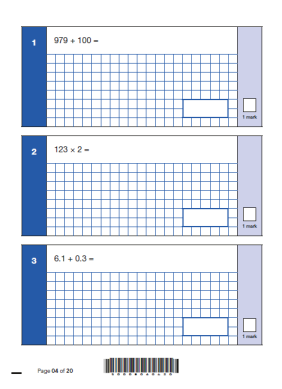 1
979 + 100 =
1 mark
2
123 × 2 =
1 mark
3
6.1 + 0.3 =
1 mark
Page 04 of 20